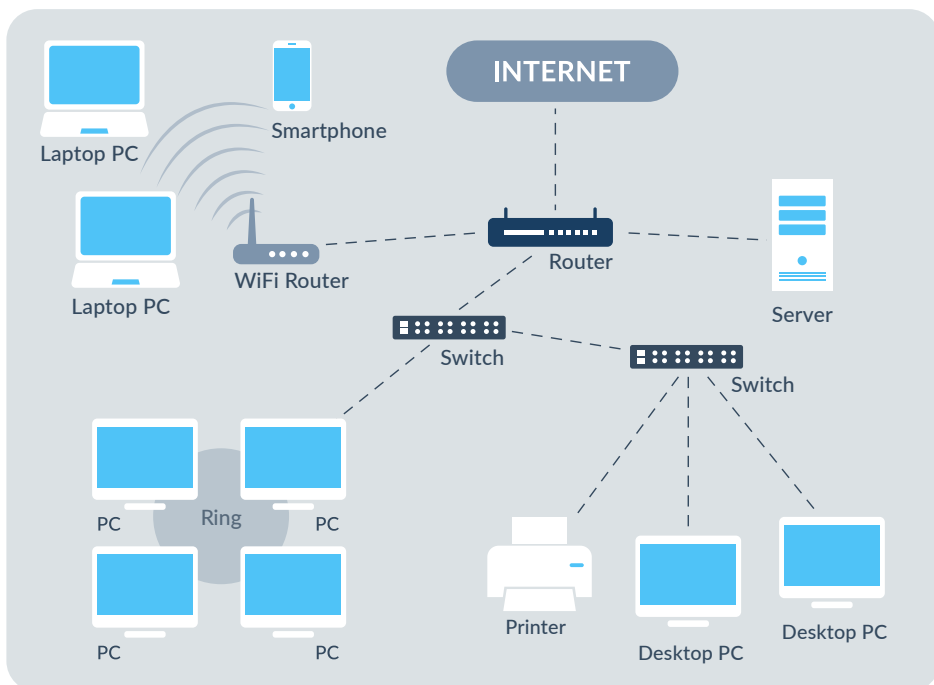 INTERNET
Smartphone
Laptop PC
Router
WiFi Router
Laptop PC
Server
Switch
Switch
Ring
PC
PC
Printer
Desktop PC
Desktop PC
PC
PC